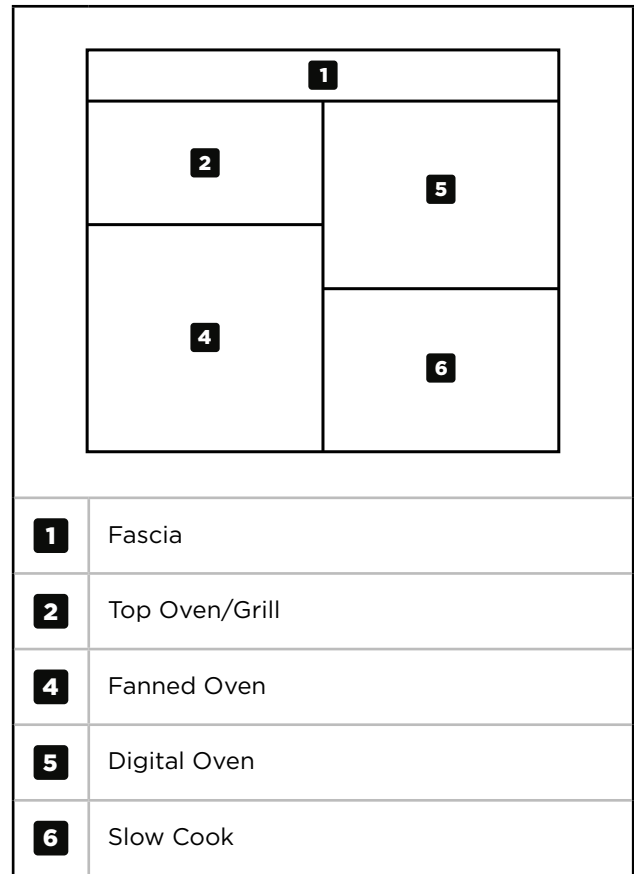 1
2
5
4
6
1 Fascia
2 Top Oven/Grill
4 Fanned Oven
5 Digital Oven
6 Slow Cook